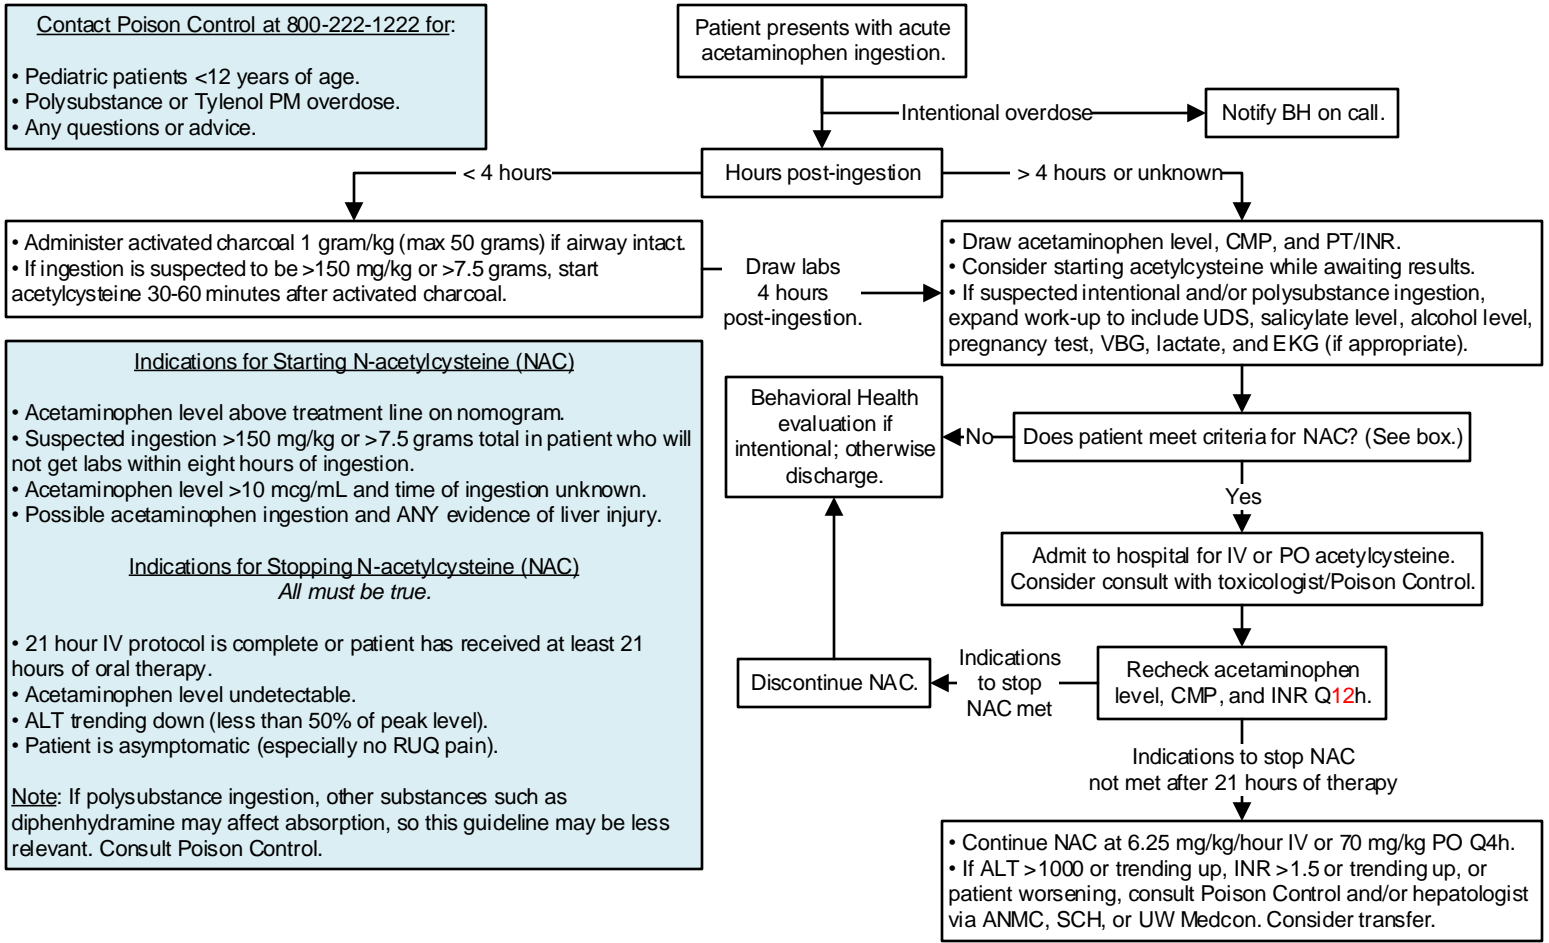 Contact Poison Control at 800-222-1222 for:
• Pediatric patients <12 years of age.
• Polysubstance or Tylenol PM overdose.
• Any questions or advice.
Patient presents with acute
acetaminophen ingestion.
Intentional overdose
Notify BH on call.
Hours post-ingestion
< 4 hours
> 4 hours or unknown
• Administer activated charcoal 1 gram/kg (max 50 grams) if airway intact.
• If ingestion is suspected to be >150 mg/kg or >7.5 grams, start
acetylcysteine 30-60 minutes after activated charcoal.
Draw labs
4 hours
post-ingestion.
• Draw acetaminophen level, CMP, and PT/INR.
• Consider starting acetylcysteine while awaiting results.
• If suspected intentional and/or polysubstance ingestion,
expand work-up to include UDS, salicylate level, alcohol level,
pregnancy test, VBG, lactate, and EKG (if appropriate).
Indications for Starting N-acetylcysteine (NAC)
• Acetaminophen level above treatment line on nomogram.
• Suspected ingestion >150 mg/kg or >7.5 grams total in patient who will
not get labs within eight hours of ingestion.
• Acetaminophen level >10 mcg/mL and time of ingestion unknown.
• Possible acetaminophen ingestion and ANY evidence of liver injury.
Indications for Stopping N-acetylcysteine (NAC)
All must be true.
• 21 hour IV protocol is complete or patient has received at least 21
hours of oral therapy.
• Acetaminophen level undetectable.
• ALT trending down (less than 50% of peak level).
• Patient is asymptomatic (especially no RUQ pain).
Note: If polysubstance ingestion, other substances such as
diphenhydramine may affect absorption, so this guideline may be less
relevant. Consult Poison Control.
Behavioral Health
evaluation if
intentional; otherwise
discharge.
No
Does patient meet criteria for NAC? (See box.)
Yes
Admit to hospital for IV or PO acetylcysteine.
Consider consult with toxicologist/Poison Control.
Discontinue NAC.
Indications
to stop
NAC met
Recheck acetaminophen
level, CMP, and INR Q12h.
Indications to stop NAC
not met after 21 hours of therapy
• Continue NAC at 6.25 mg/kg/hour IV or 70 mg/kg PO Q4h.
• If ALT >1000 or trending up, INR >1.5 or trending up, or
patient worsening, consult Poison Control and/or hepatologist
via ANMC, SCH, or UW Medcon. Consider transfer.